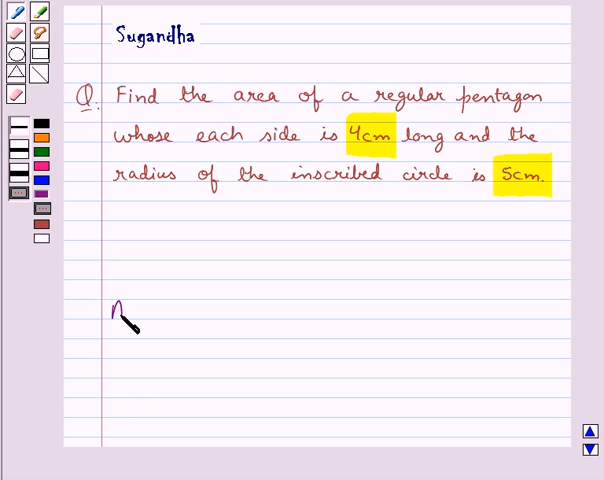 Sugandha
Q. Find the area of a regular pentagon
whose each side is 4cm long and the
radius of the inscribed circle is 5cm.